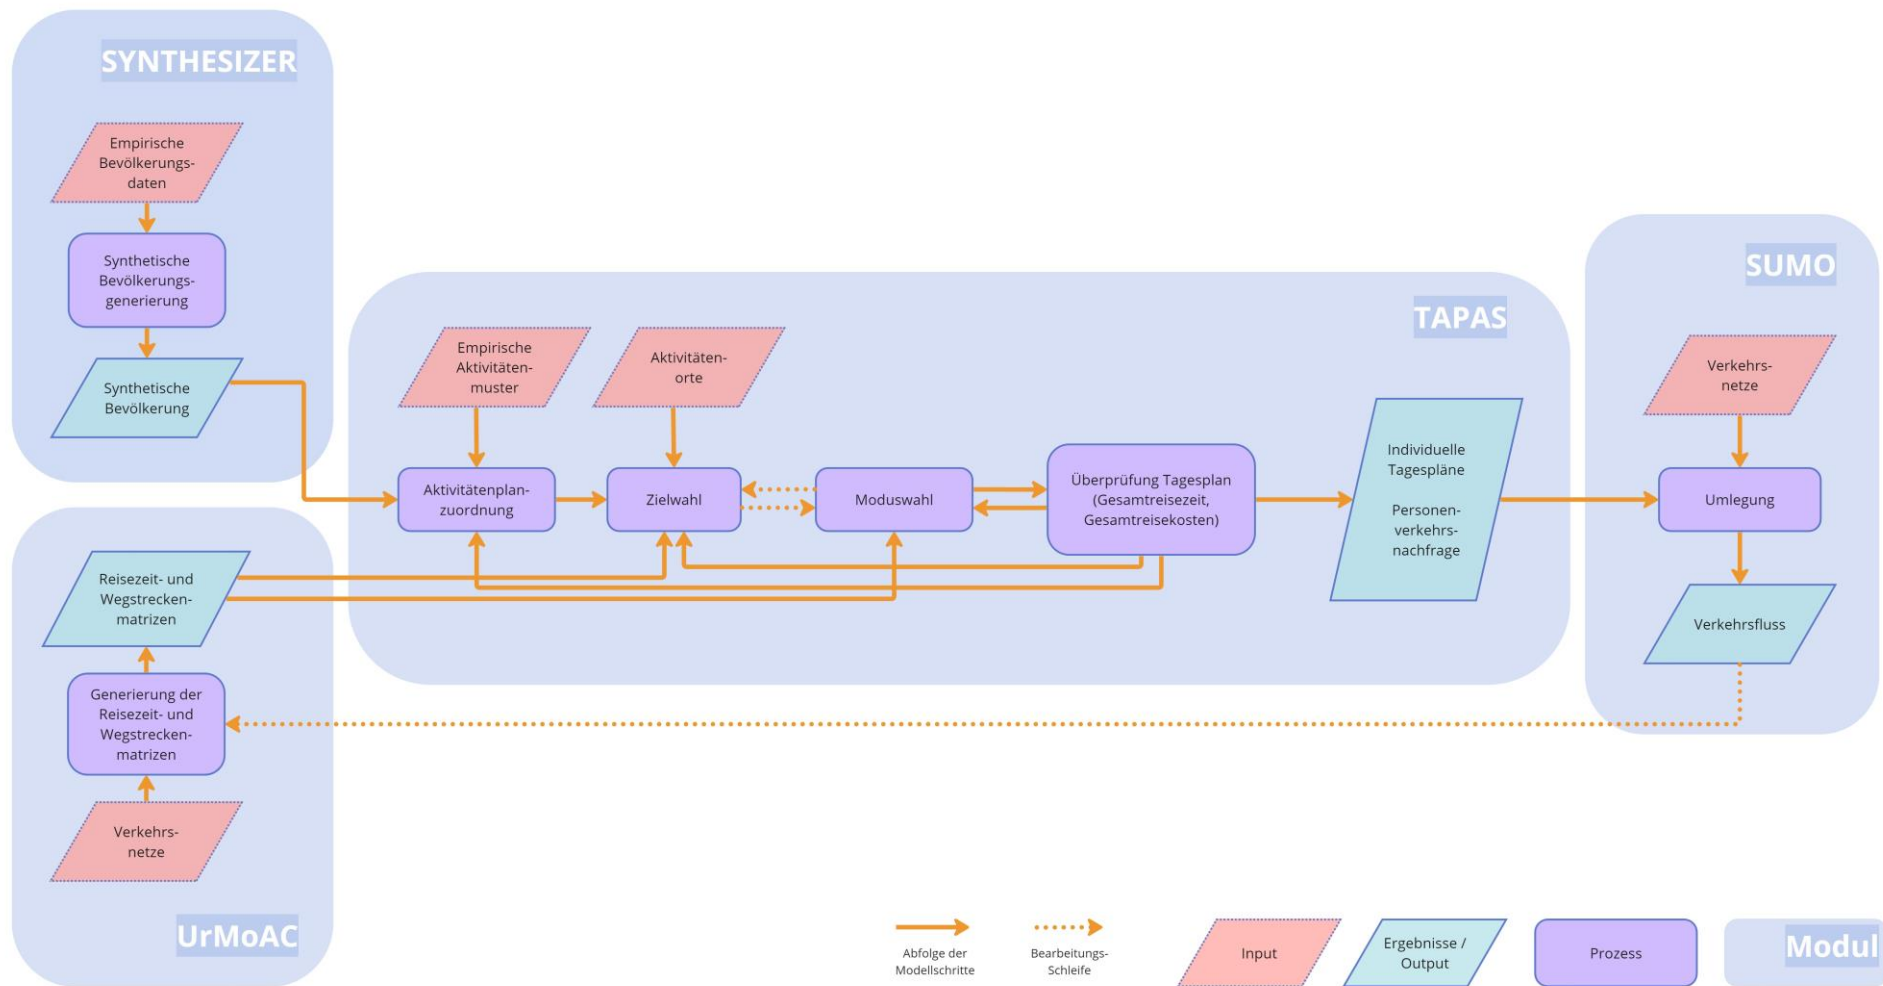 SYNTHESIZER
Empirische
Bevölkerungs-
daten
Synthetische
Bevölkerungs-
generierung
Synthetische
Bevölkerung
Reisezeit- und
Wegstrecken-
matrizen
Generierung der
Reisezeit- und
Wegstrecken-
matrizen
Verkehrs-
netze
UrMoAC
TAPAS
Empirische
Aktivitäten-
muster
Aktivitäten-
orte
Aktivitätenplan-
zuordnung
Zielwahl
Moduswahl
Überprüfung Tagesplan
(Gesamtreisezeit,
Gesamtreisekosten)
Individuelle
Tagespläne
Personen-
verkehrs-
nachfrage
SUMO
Verkehrs-
netze
Umlegung
Verkehrsfluss
Abfolge der
Modellschritte
Bearbeitungs-
Schleife
Input
Ergebnisse /
Output
Prozess
Modul